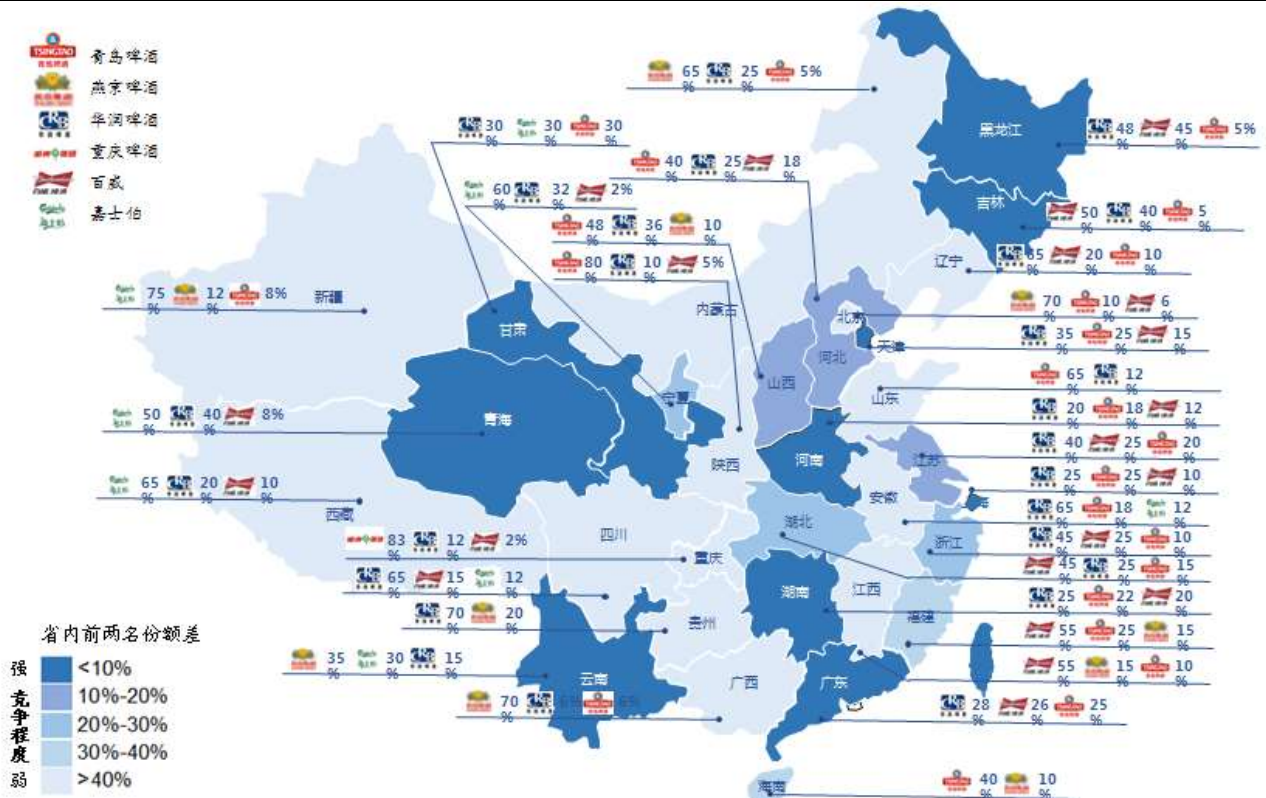 TSINGTAO 青岛啤酒
燕京啤酒
CRB 华润啤酒
重庆啤酒
百威
嘉士伯
65% 25% 5%
30% 30% 30%
黑龙江
48% 45% 5%
40% 25% 18%
60% 32% 2%
吉林
50% 40% 5%
48% 36% 10%
80% 10% 5%
辽宁
65% 20% 10%
75% 12% 8%
新疆
内蒙古
70% 10% 6%
北京
甘肃
35% 25% 15%
天津
河北
山西
65% 12%
山东
宁夏
50% 40% 8%
青海
20% 18% 12%
河南
40% 25% 20%
江苏
陕西
65% 20% 10%
西藏
25% 25% 10%
安徽
65% 18% 12%
湖北
四川
浙江
45% 25% 10%
83% 12% 2%
重庆
45% 25% 15%
65% 15% 12%
湖南
江西
25% 22% 20%
70% 20%
贵州
福建
55% 25% 15%
35% 30% 15%
云南
广西
广东
55% 15% 10%
70% 6% 6%
28% 26% 25%
海南
40% 10%
省内前两名份额差
强 竞争程度 弱
<10%
10%-20%
20%-30%
30%-40%
>40%